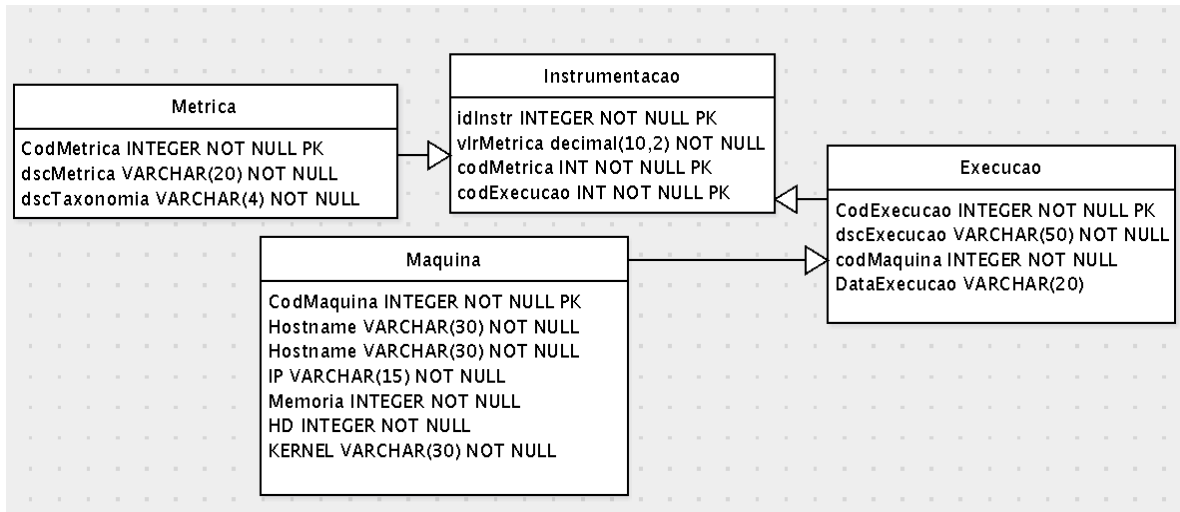 Metrica
CodMetrica INTEGER NOT NULL PK
dscMetrica VARCHAR(20) NOT NULL
dscTaxonomia VARCHAR(4) NOT NULL
Instrumentacao
idInstr INTEGER NOT NULL PK
vlrMetrica decimal(10,2) NOT NULL
codMetrica INT NOT NULL PK
codExecucao INT NOT NULL PK
Execucao
CodExecucao INTEGER NOT NULL PK
dscExecucao VARCHAR(50) NOT NULL
codMaquina INTEGER NOT NULL
DataExecucao VARCHAR(20)
Maquina
CodMaquina INTEGER NOT NULL PK
Hostname VARCHAR(30) NOT NULL
Hostname VARCHAR(30) NOT NULL
IP VARCHAR(15) NOT NULL
Memoria INTEGER NOT NULL
HD INTEGER NOT NULL
KERNEL VARCHAR(30) NOT NULL